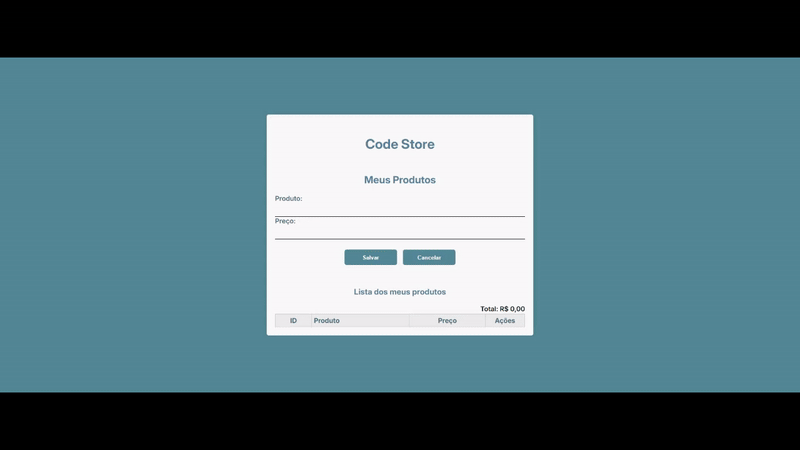 Code Store
Meus Produtos
Produto:
Preço:
Salvar Cancelar
Lista dos meus produtos
Total: R$ 0,00
ID Produto Preço Ações